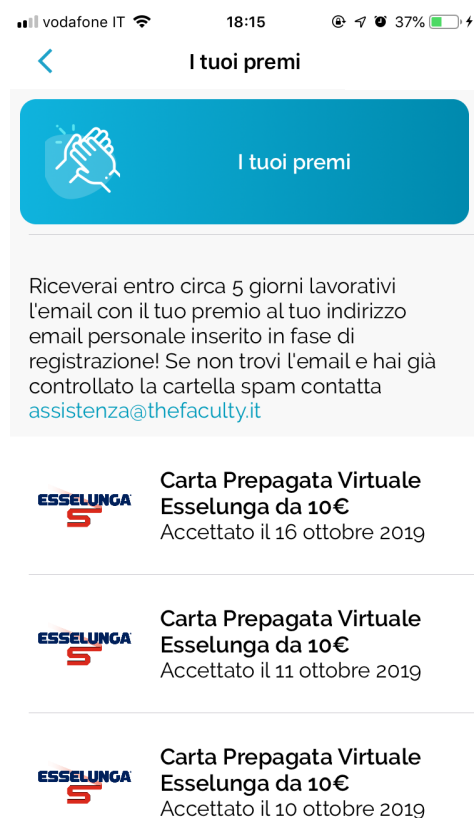 vodafone IT 18:15 37%
I tuoi premi
I tuoi premi
Riceverai entro circa 5 giorni lavorativi
l'email con il tuo premio al tuo indirizzo
email personale inserito in fase di
registrazione! Se non trovi l'email e hai già
controllato la cartella spam contatta
assistenza@thefaculty.it
ESSELUNGA
S
Carta Prepagata Virtuale
Esselunga da 10€
Accettato il 16 ottobre 2019
ESSELUNGA
S
Carta Prepagata Virtuale
Esselunga da 10€
Accettato il 11 ottobre 2019
ESSELUNGA
S
Carta Prepagata Virtuale
Esselunga da 10€
Accettato il 10 ottobre 2019